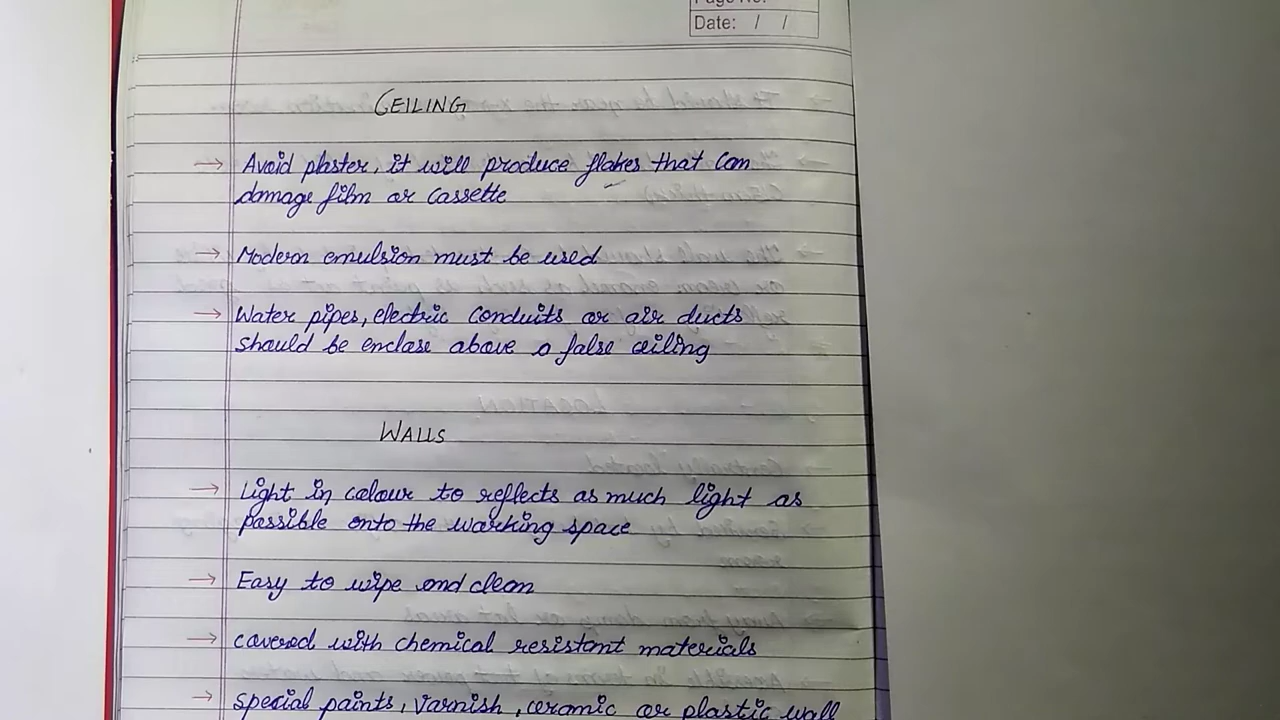 Date: / /
CEILING
→ Avoid plaster, it will produce flakes that can
damage film or cassette
→ Modern emulsion must be used
→ Water pipes, electric conduits or air ducts
should be enclose above a false ceiling
WALLS
→ Light in colour to reflects as much light as
possible onto the working space
→ Easy to wipe and clean
→ covered with chemical resistant materials
→ special paints, varnish, ceramic or plastic wall